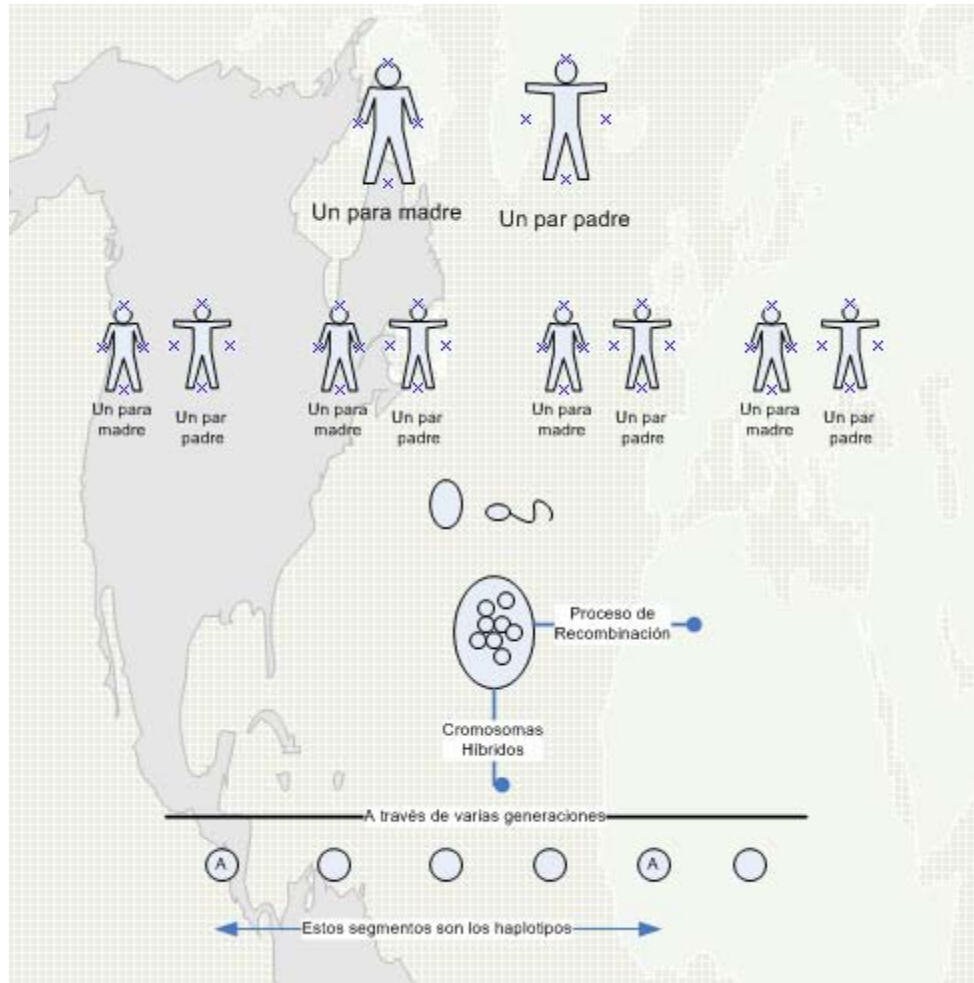 Un para madre
Un par padre
Un para
madre
Un par
padre
Un para
madre
Un par
padre
Un para
madre
Un par
padre
Un para
madre
Un par
padre
Proceso de
Recombinación
Cromosomas
Híbridos
A través de varias generaciones
A
A
Estos segmentos son los haplotipos